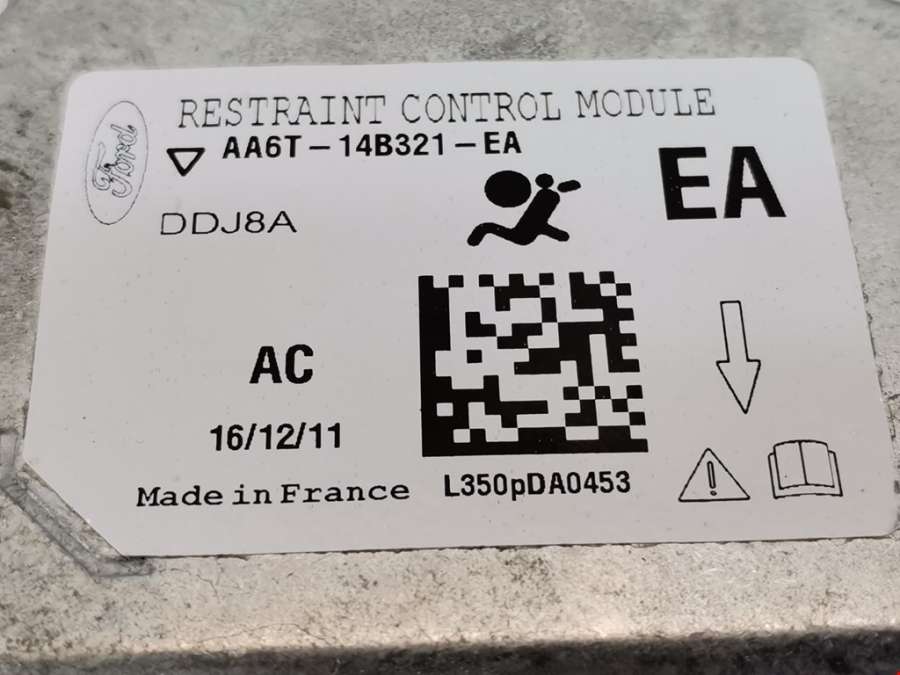 RESTRAINT CONTROL MODULE
Ford
AA6T-14B321-EA
EA
DDJ8A
AC
16/12/11
Made in France
L350pDA0453